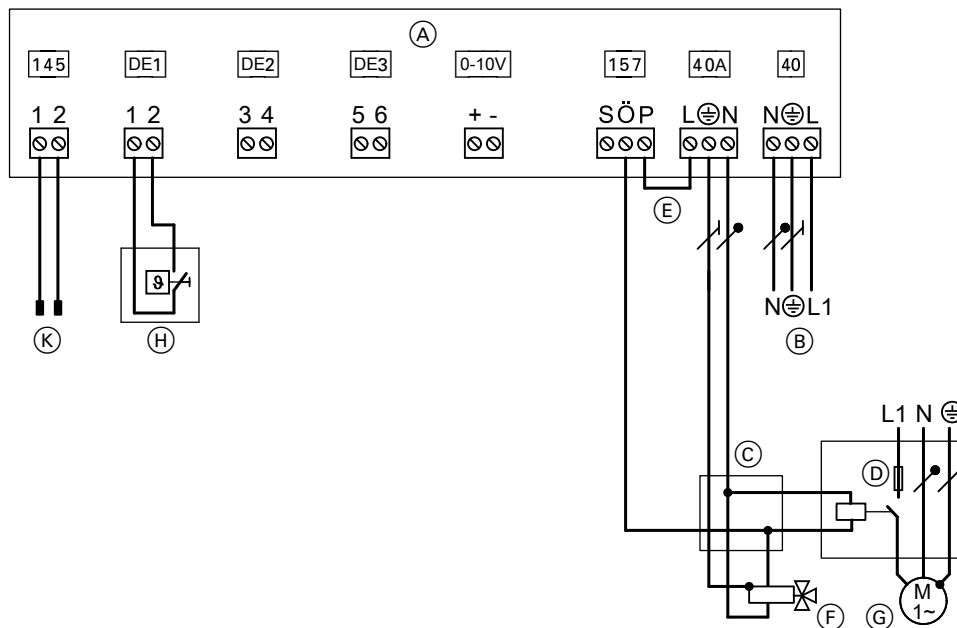 A
145 DE1 DE2 DE3 0-10V 157 40A 40
1 2 1 2 3 4 5 6 + - S Ö P L ⏚ N N ⏚ L
E
ϑ
N ⏚ L1
K H B
L1 N ⏚
C D
M
1~
F G